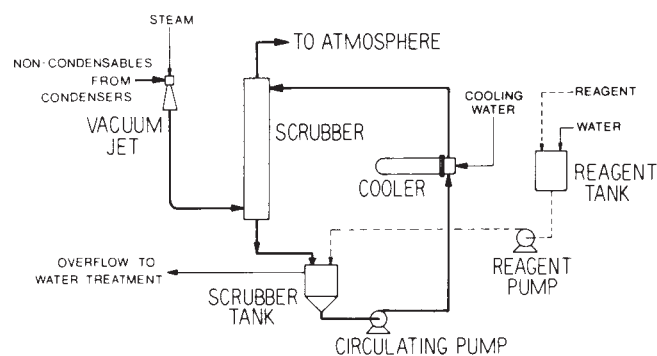 STEAM
NON-CONDENSABLES
FROM
CONDENSERS
VACUUM
JET
TO ATMOSPHERE
SCRUBBER
COOLING
WATER
COOLER
REAGENT
WATER
REAGENT
TANK
REAGENT
PUMP
OVERFLOW TO
WATER TREATMENT
SCRUBBER
TANK
CIRCULATING PUMP